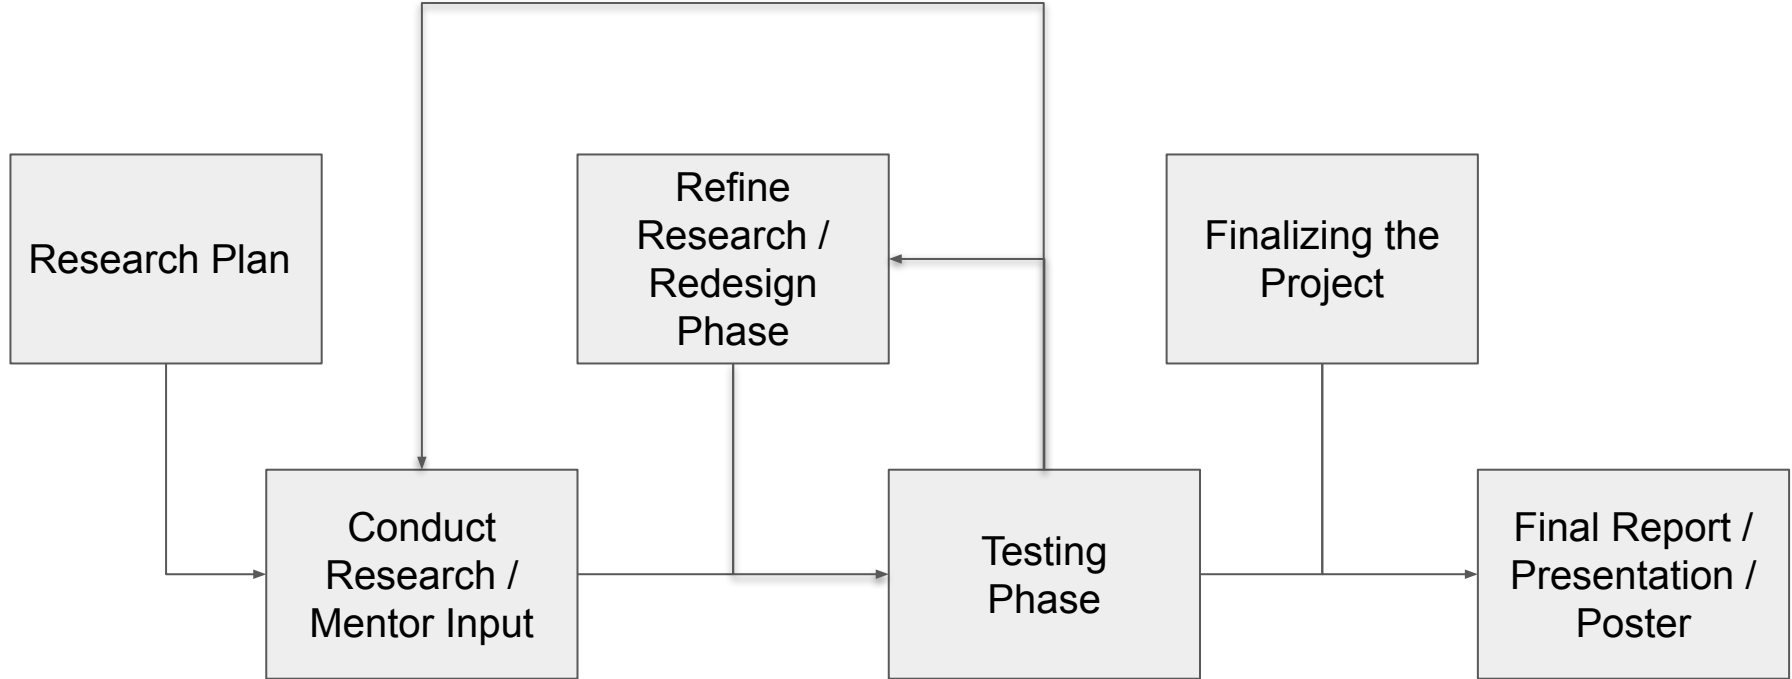 Research Plan
Refine
Research /
Redesign
Phase
Finalizing the
Project
Conduct
Research /
Mentor Input
Testing
Phase
Final Report /
Presentation /
Poster